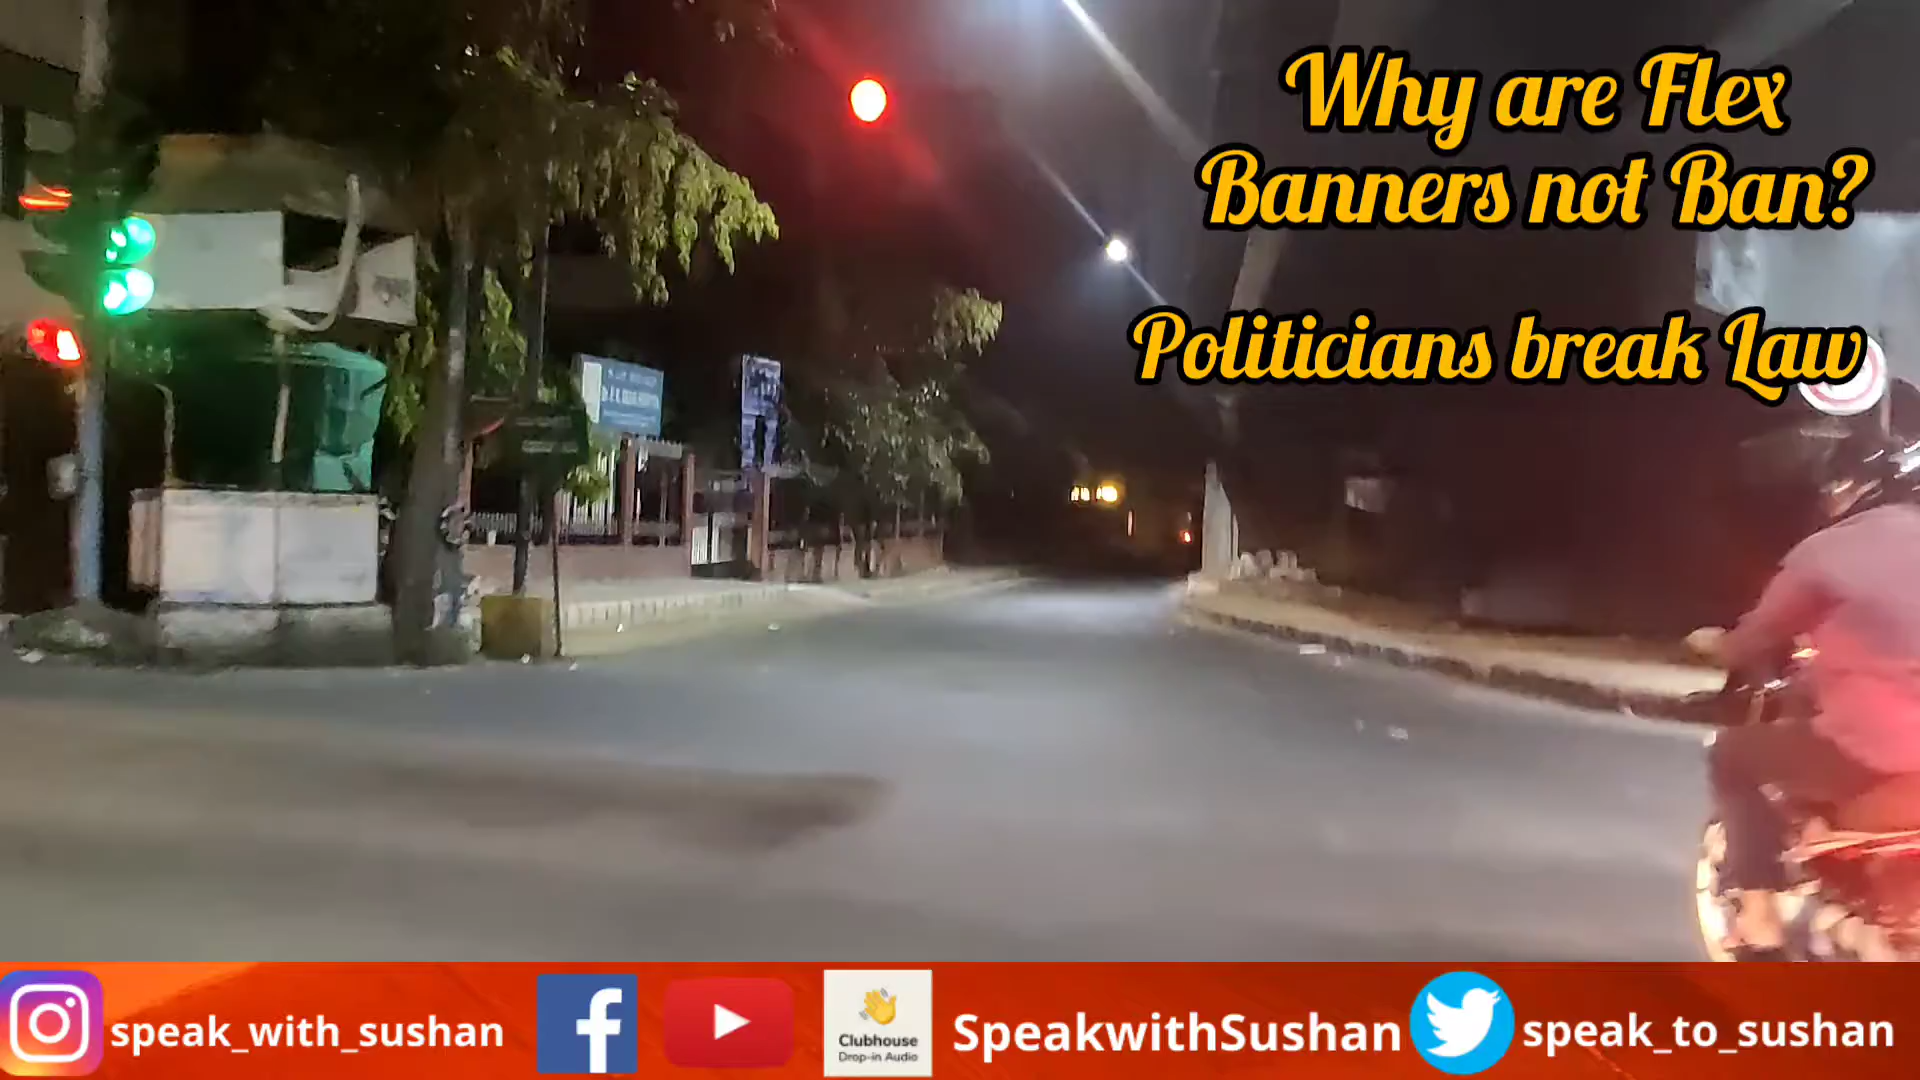 Why are Flex
Banners not Ban?
Politicians break Law
speak_with_sushan
Clubhouse
Drop-in Audio
SpeakwithSushan
speak_to_sushan